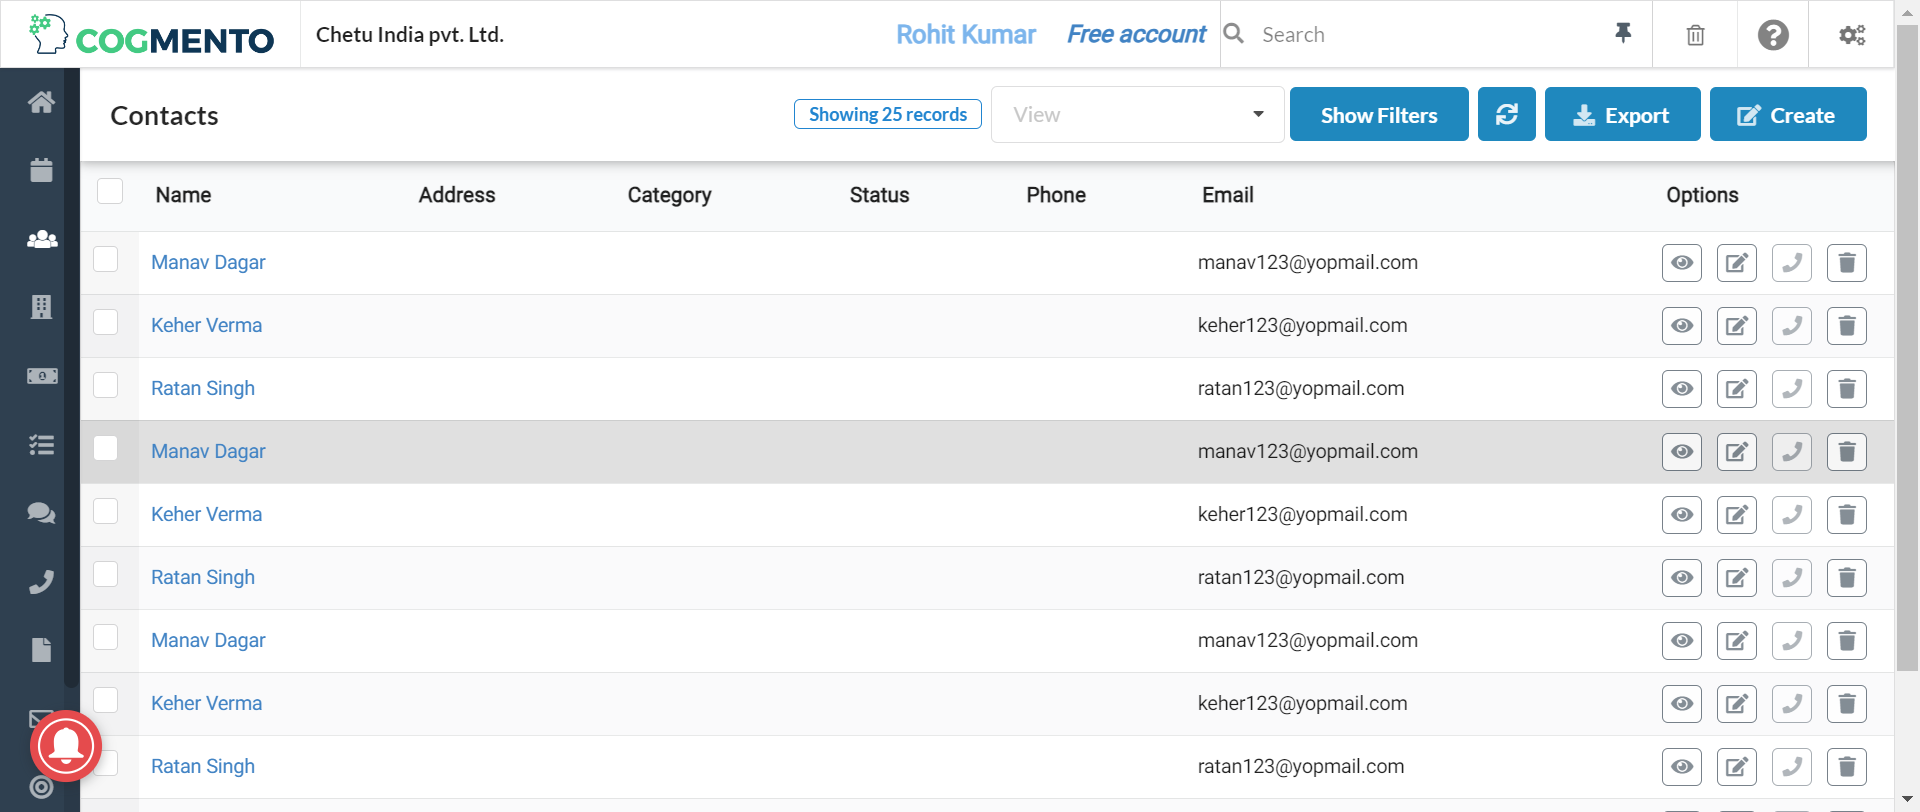 COGMENTO Chetu India pvt. Ltd. Rohit Kumar Free account Search
Contacts Showing 25 records View Show Filters Export Create
Name Address Category Status Phone Email Options
Manav Dagar manav123@yopmail.com
Keher Verma keher123@yopmail.com
Ratan Singh ratan123@yopmail.com
Manav Dagar manav123@yopmail.com
Keher Verma keher123@yopmail.com
Ratan Singh ratan123@yopmail.com
Manav Dagar manav123@yopmail.com
Keher Verma keher123@yopmail.com
Ratan Singh ratan123@yopmail.com